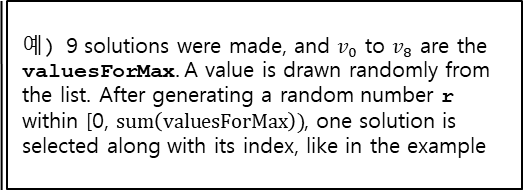 예) 9 solutions were made, and v₀ to v₈ are the
valuesForMax. A value is drawn randomly from
the list. After generating a random number r
within [0, sum(valuesForMax)), one solution is
selected along with its index, like in the example